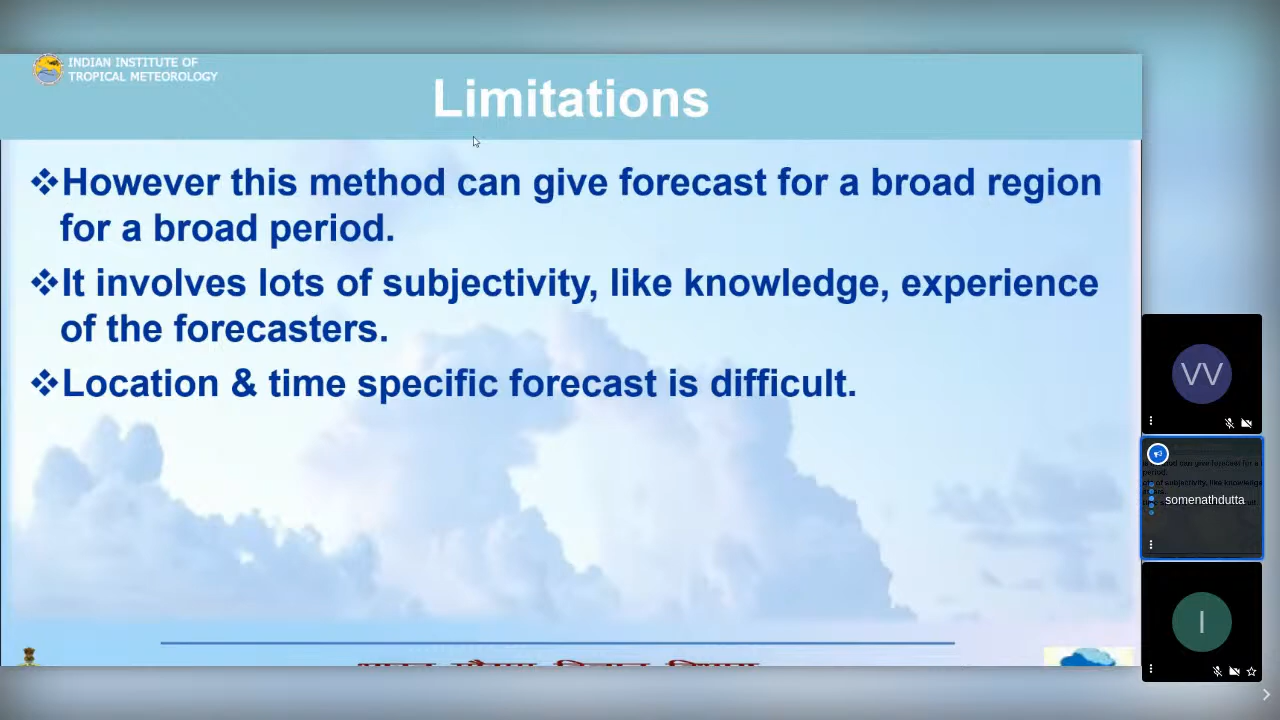 INDIAN INSTITUTE OF
TROPICAL METEOROLOGY
Limitations
❖However this method can give forecast for a broad region
for a broad period.
❖It involves lots of subjectivity, like knowledge, experience
of the forecasters.
❖Location & time specific forecast is difficult.
VV
somenathdutta
I